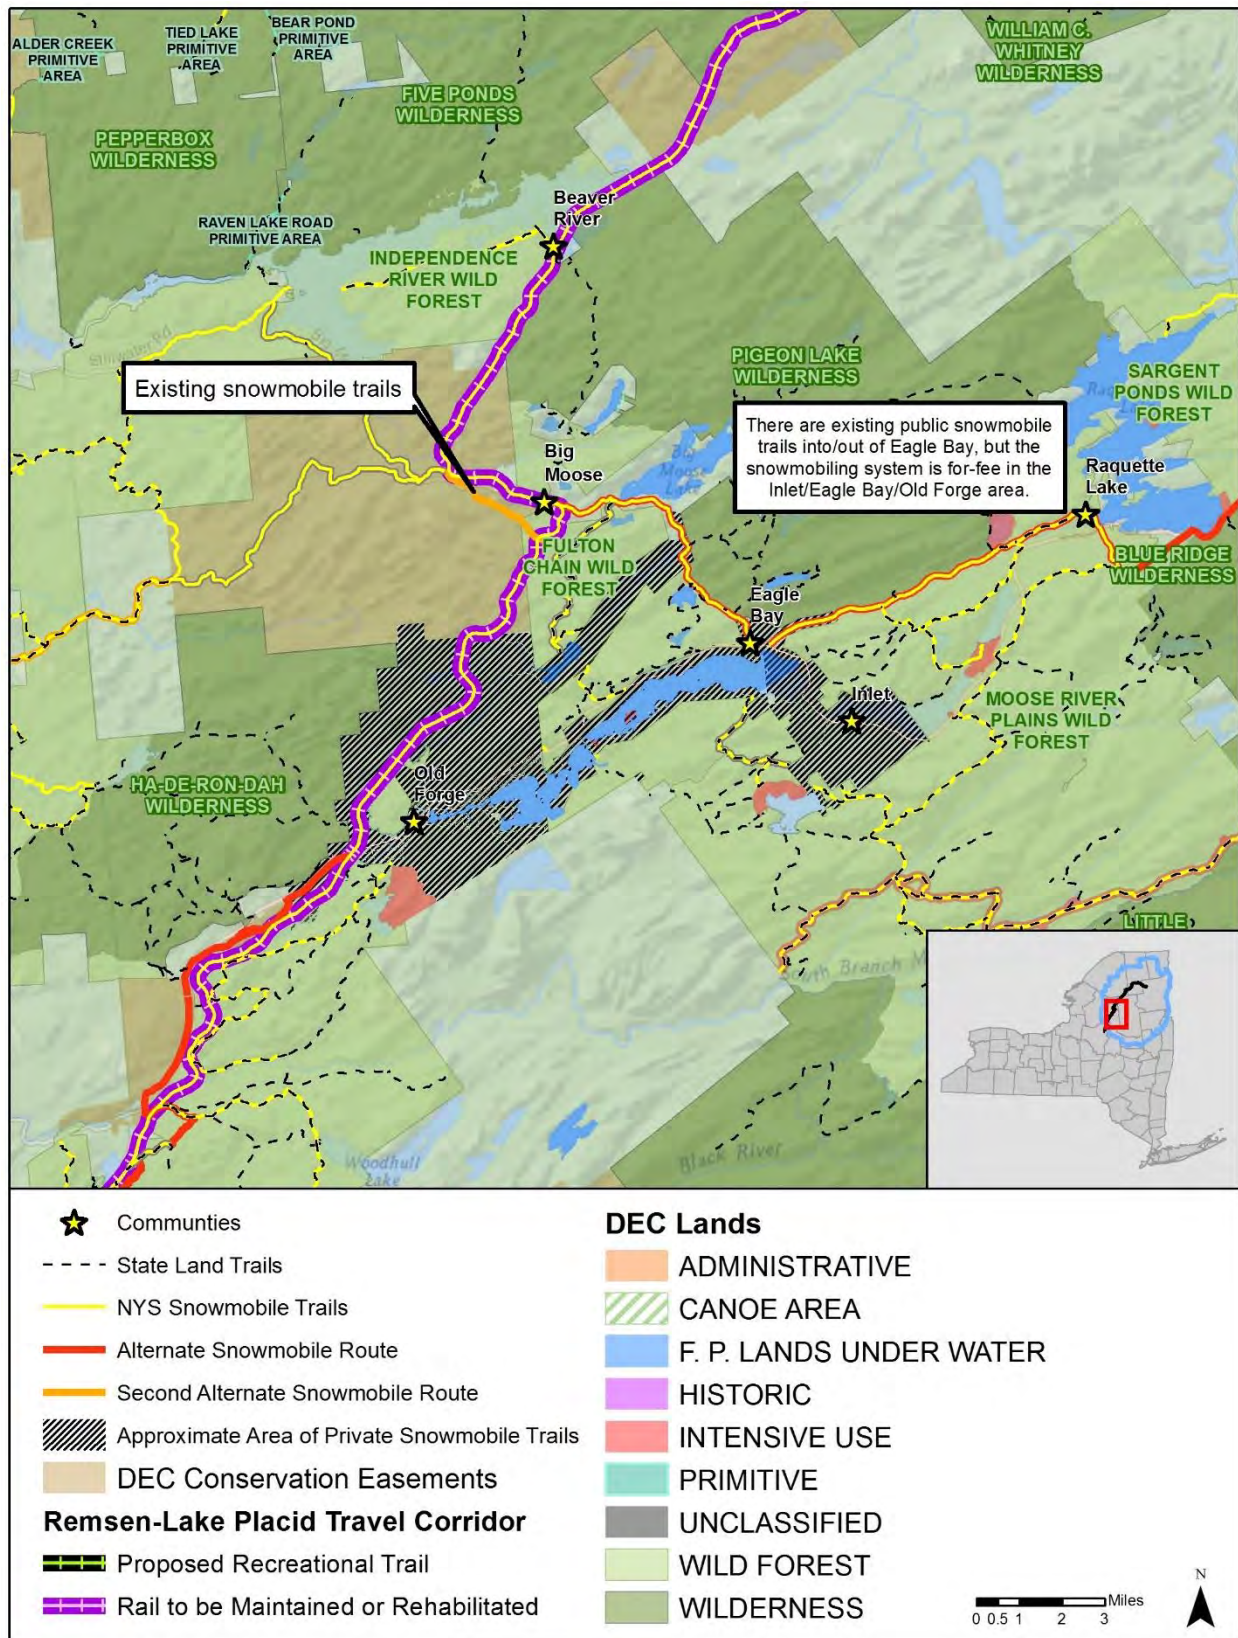 ALDER CREEK
PRIMITIVE
AREA
TIED LAKE
PRIMITIVE
AREA
BEAR POND
PRIMITIVE
AREA
WILLIAM C.
WHITNEY
WILDERNESS
FIVE PONDS
WILDERNESS
PEPPERBOX
WILDERNESS
Beaver
River
RAVEN LAKE ROAD
PRIMITIVE AREA
INDEPENDENCE
RIVER WILD
FOREST
Stillwater Rd
PIGEON LAKE
WILDERNESS
SARGENT
PONDS WILD
FOREST
Existing snowmobile trails
There are existing public snowmobile
trails into/out of Eagle Bay, but the
snowmobiling system is for-fee in the
Inlet/Eagle Bay/Old Forge area.
Big
Moose
Big
Moose
Lake
Raquette
Lake
FULTON
CHAIN WILD
FOREST
BLUE RIDGE
WILDERNESS
Eagle
Bay
Inlet
MOOSE RIVER
PLAINS WILD
FOREST
Old
Forge
HA-DE-RON-DAH
WILDERNESS
LITTLE
South Branch M
Black River
Woodhull
Lake
Communties
State Land Trails
NYS Snowmobile Trails
Alternate Snowmobile Route
Second Alternate Snowmobile Route
Approximate Area of Private Snowmobile Trails
DEC Conservation Easements
Remsen-Lake Placid Travel Corridor
Proposed Recreational Trail
Rail to be Maintained or Rehabilitated
DEC Lands
ADMINISTRATIVE
CANOE AREA
F. P. LANDS UNDER WATER
HISTORIC
INTENSIVE USE
PRIMITIVE
UNCLASSIFIED
WILD FOREST
WILDERNESS
Miles
0 0.5 1 2 3
N